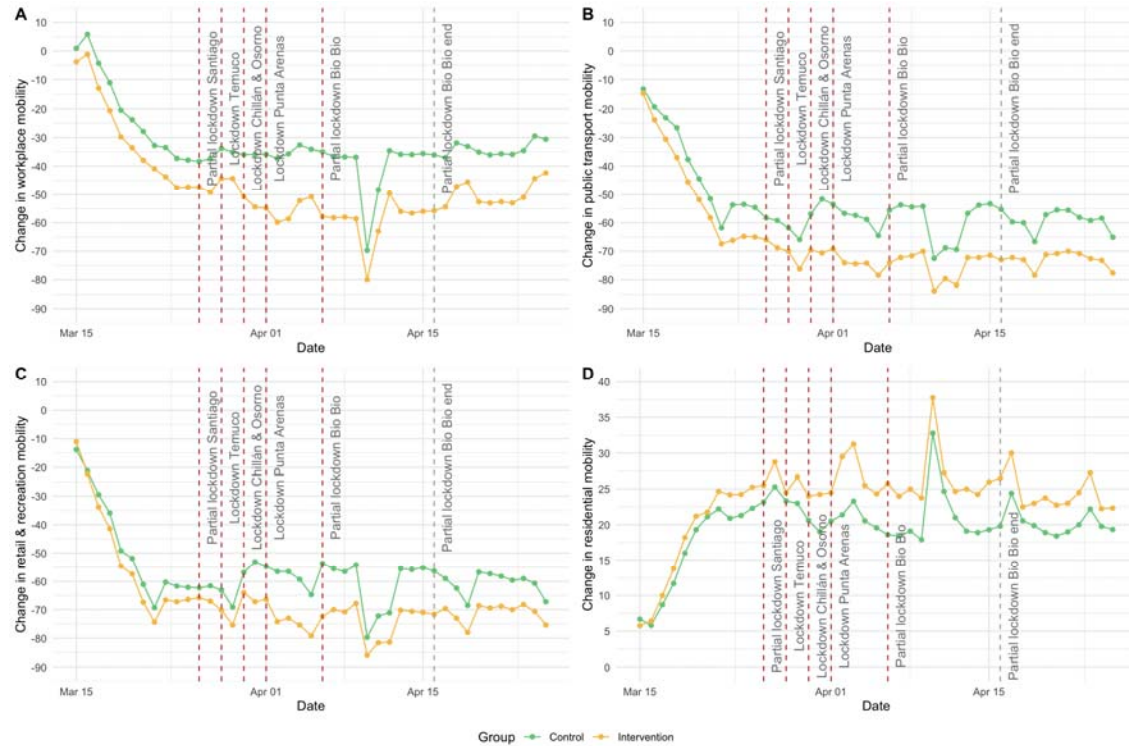 A
Change in workplace mobility
10
0
-10
-20
-30
-40
-50
-60
-70
-80
-90
Partial lockdown Santiago
Lockdown Temuco
Lockdown Chillán & Osorno
Lockdown Punta Arenas
Partial lockdown Bio Bio
Partial lockdown Bio Bio end
Mar 15
Apr 01
Apr 15
Date
B
Change in public transport mobility
10
0
-10
-20
-30
-40
-50
-60
-70
-80
-90
Partial lockdown Santiago
Lockdown Temuco
Lockdown Chillán & Osorno
Lockdown Punta Arenas
Partial lockdown Bio Bio
Partial lockdown Bio Bio end
Mar 15
Apr 01
Apr 15
Date
C
Change in retail & recreation mobility
10
0
-10
-20
-30
-40
-50
-60
-70
-80
-90
Partial lockdown Santiago
Lockdown Temuco
Lockdown Chillán & Osorno
Lockdown Punta Arenas
Partial lockdown Bio Bio
Partial lockdown Bio Bio end
Mar 15
Apr 01
Apr 15
Date
D
Change in residential mobility
40
35
30
25
20
15
10
5
0
Partial lockdown Santiago
Lockdown Temuco
Lockdown Chillán & Osorno
Lockdown Punta Arenas
Partial lockdown Bio Bio
Partial lockdown Bio Bio end
Mar 15
Apr 01
Apr 15
Date
Group Control Intervention